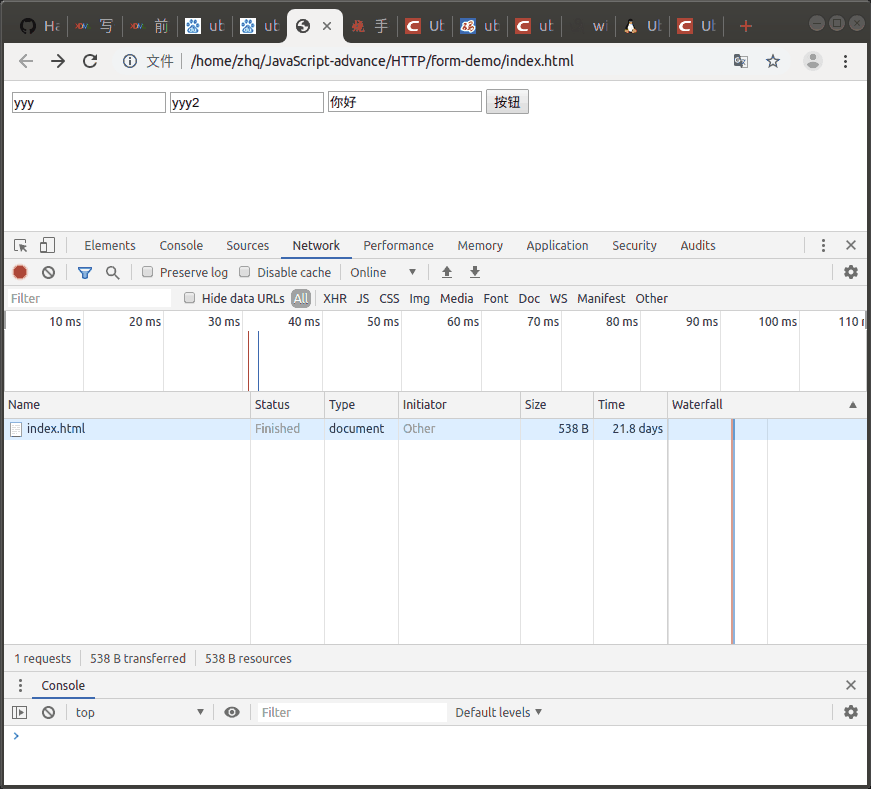 Ha 写 前 ut ut 手 Ut ut ut wi Ut Ut
文件 /home/zhq/JavaScript-advance/HTTP/form-demo/index.html
yyy yyy2 你好 按钮
Elements Console Sources Network Performance Memory Application Security Audits
Preserve log Disable cache Online
Filter Hide data URLs All XHR JS CSS Img Media Font Doc WS Manifest Other
10 ms 20 ms 30 ms 40 ms 50 ms 60 ms 70 ms 80 ms 90 ms 100 ms 110
Name Status Type Initiator Size Time Waterfall
index.html Finished document Other 538 B 21.8 days
1 requests 538 B transferred 538 B resources
Console
top Filter Default levels